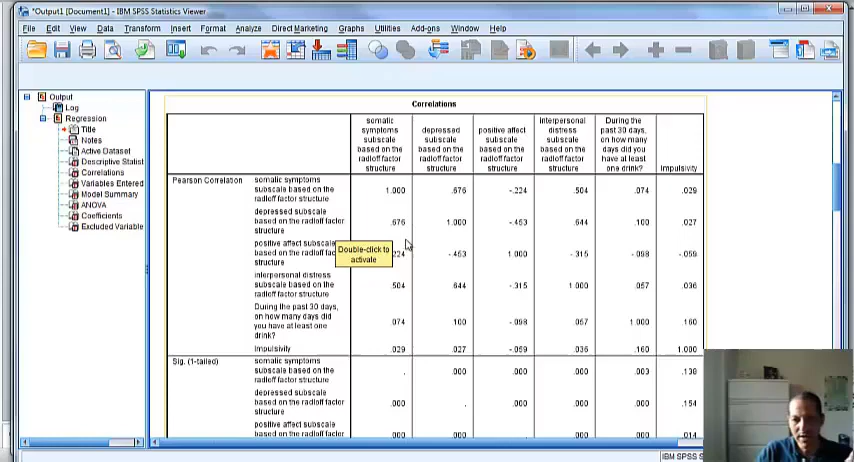 *Output1 [Document1] - IBM SPSS Statistics Viewer
File Edit View Data Transform Insert Format Analyze Direct Marketing Graphs Utilities Add-ons Window Help
Output
Log
Regression
Title
Notes
Active Dataset
Descriptive Statist
Correlations
Variables Entered
Model Summary
ANOVA
Coefficients
Excluded Variable
Correlations
somatic
symptoms
subscale
based on the
radloff factor
structure
depressed
subscale
based on the
radloff factor
structure
positive affect
subscale
based on the
radloff factor
structure
interpersonal
distress
subscale
based on the
radloff factor
structure
During the
past 30 days,
on how many
days did you
have at least
one drink?
Impulsivity
Pearson Correlation
somatic symptoms
subscale based on the
radloff factor structure
1.000 .676 -.224 .504 .074 .029
depressed subscale
based on the radloff factor
structure
.676 1.000 -.463 .644 .100 .027
positive affect subscale
based on the radloff fac
structure
224 -.463 1.000 -.315 -.098 -.059
Double-click to
activate
interpersonal distress
subscale based on the
radloff factor structure
.504 .644 -.315 1.000 .057 .036
During the past 30 days,
on how many days did
you have at least one
drink?
.074 .100 -.098 .057 1.000 .160
Impulsivity
.029 .027 -.059 .036 .160 1.000
Sig. (1-tailed)
somatic symptoms
subscale based on the
radloff factor structure
. .000 .000 .000 .003 .138
depressed subscale
based on the radloff factor
structure
.000 . .000 .000 .000 .154
positive affect subscale
based on the radloff factor
.000 .000 . .000 .000 .014
IBM SPSS S